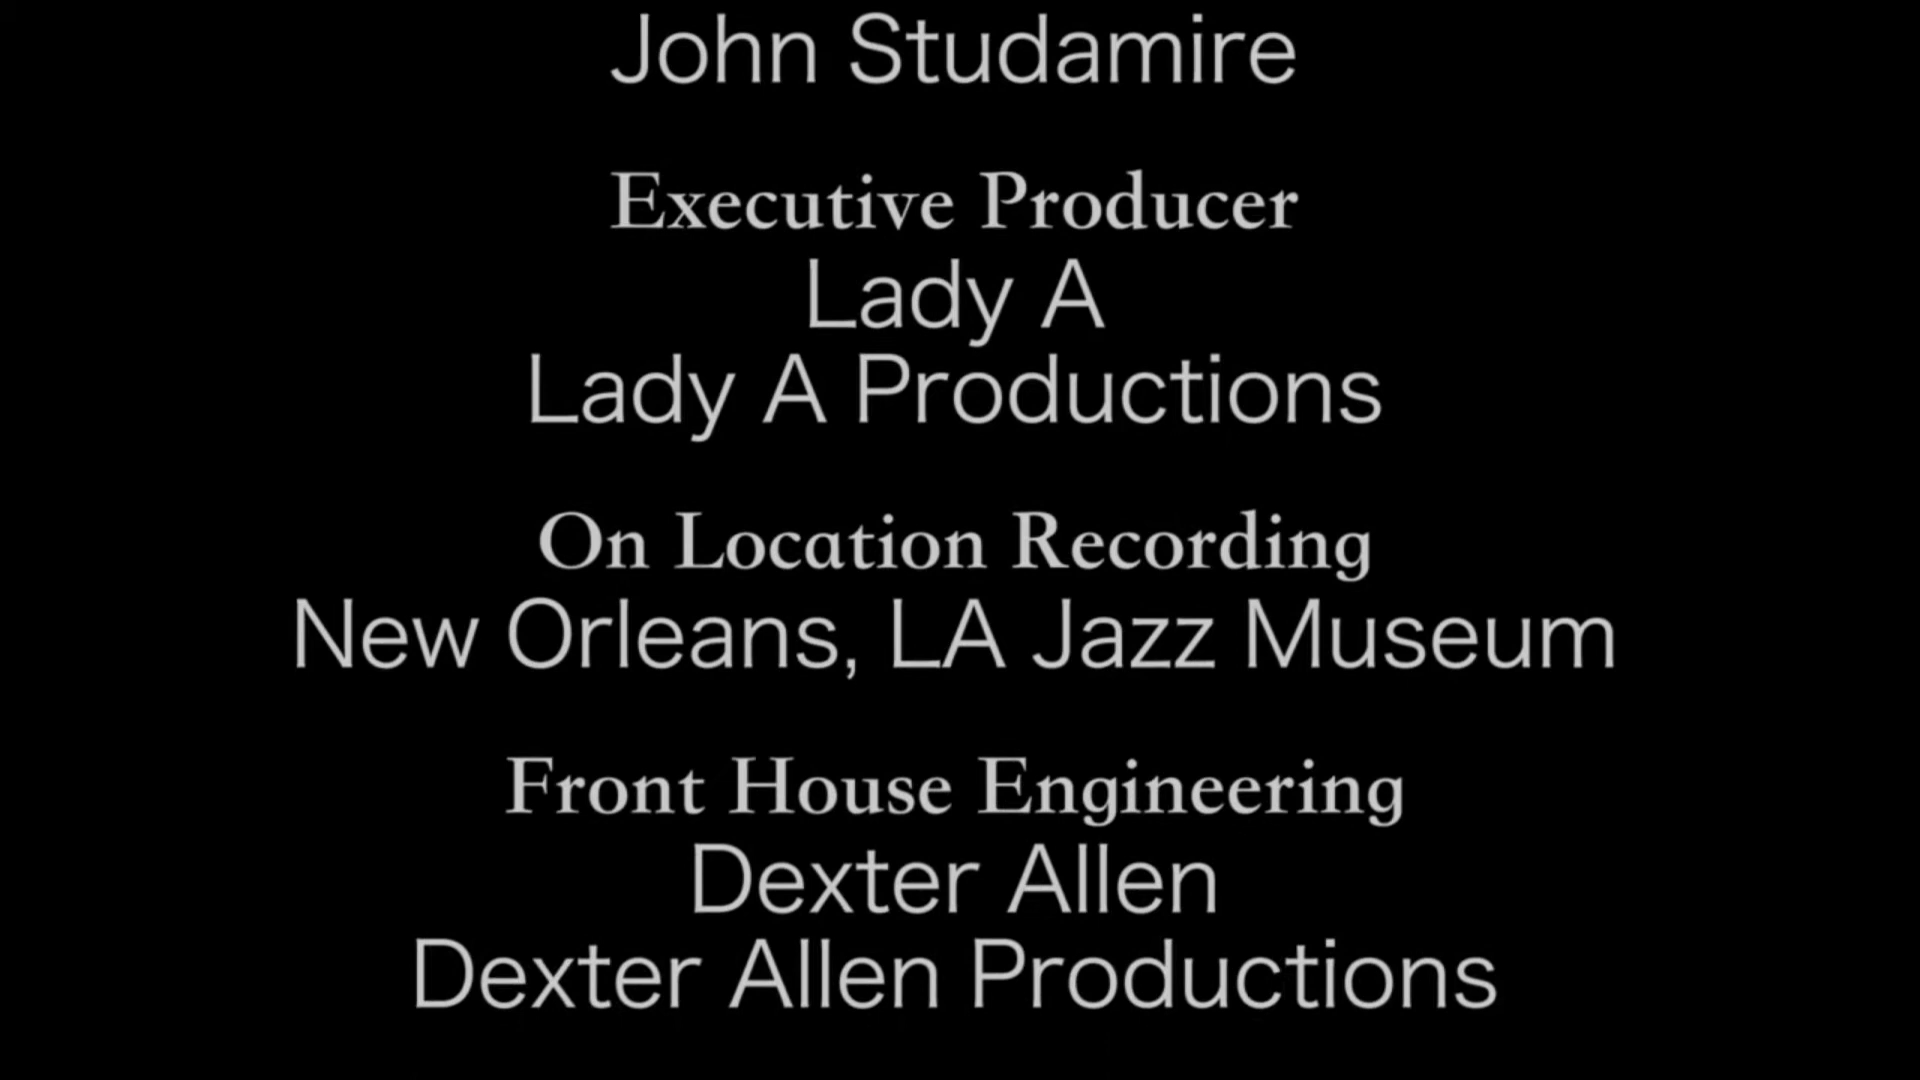 John Studamire
Executive Producer
Lady A
Lady A Productions
On Location Recording
New Orleans, LA Jazz Museum
Front House Engineering
Dexter Allen
Dexter Allen Productions